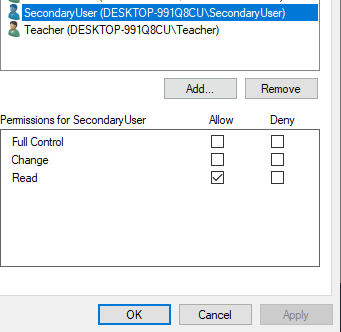 SecondaryUser (DESKTOP-991Q8CU\SecondaryUser)
Teacher (DESKTOP-991Q8CU\Teacher)
Add... Remove
Permissions for SecondaryUser Allow Deny
Full Control
Change
Read
OK Cancel Apply